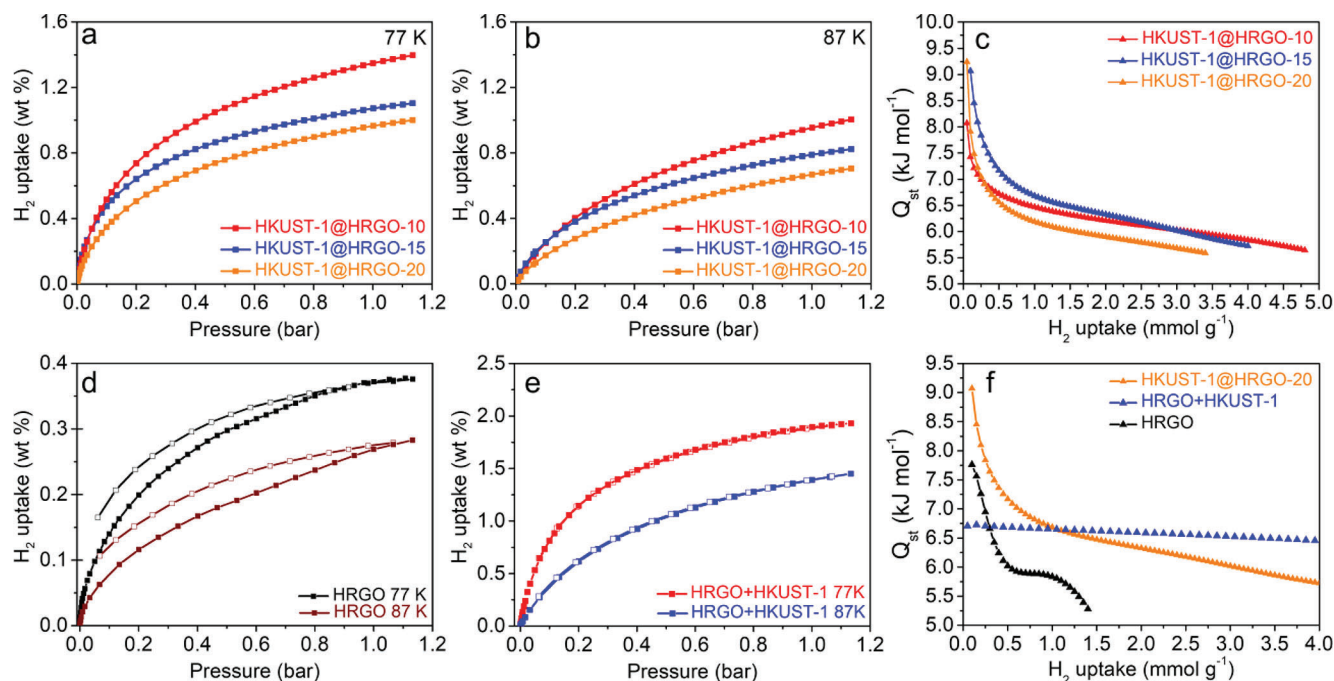 a
77 K
H2 uptake (wt %)
1.6
1.2
0.8
0.4
0.0
HKUST-1@HRGO-10
HKUST-1@HRGO-15
HKUST-1@HRGO-20
0.0 0.2 0.4 0.6 0.8 1.0 1.2
Pressure (bar)
b
87 K
H2 uptake (wt %)
1.6
1.2
0.8
0.4
0.0
HKUST-1@HRGO-10
HKUST-1@HRGO-15
HKUST-1@HRGO-20
0.0 0.2 0.4 0.6 0.8 1.0 1.2
Pressure (bar)
c
HKUST-1@HRGO-10
HKUST-1@HRGO-15
HKUST-1@HRGO-20
Qst (kJ mol-1)
10.0
9.5
9.0
8.5
8.0
7.5
7.0
6.5
6.0
5.5
5.0
0.0 0.5 1.0 1.5 2.0 2.5 3.0 3.5 4.0 4.5 5.0
H2 uptake (mmol g-1)
d
H2 uptake (wt %)
0.4
0.3
0.2
0.1
0.0
HRGO 77 K
HRGO 87 K
0.0 0.2 0.4 0.6 0.8 1.0 1.2
Pressure (bar)
e
H2 uptake (wt %)
2.5
2.0
1.5
1.0
0.5
0.0
HRGO+HKUST-1 77K
HRGO+HKUST-1 87K
0.0 0.2 0.4 0.6 0.8 1.0 1.2
Pressure (bar)
f
HKUST-1@HRGO-20
HRGO+HKUST-1
HRGO
Qst (kJ mol-1)
9.5
9.0
8.5
8.0
7.5
7.0
6.5
6.0
5.5
5.0
0.0 0.5 1.0 1.5 2.0 2.5 3.0 3.5 4.0
H2 uptake (mmol g-1)